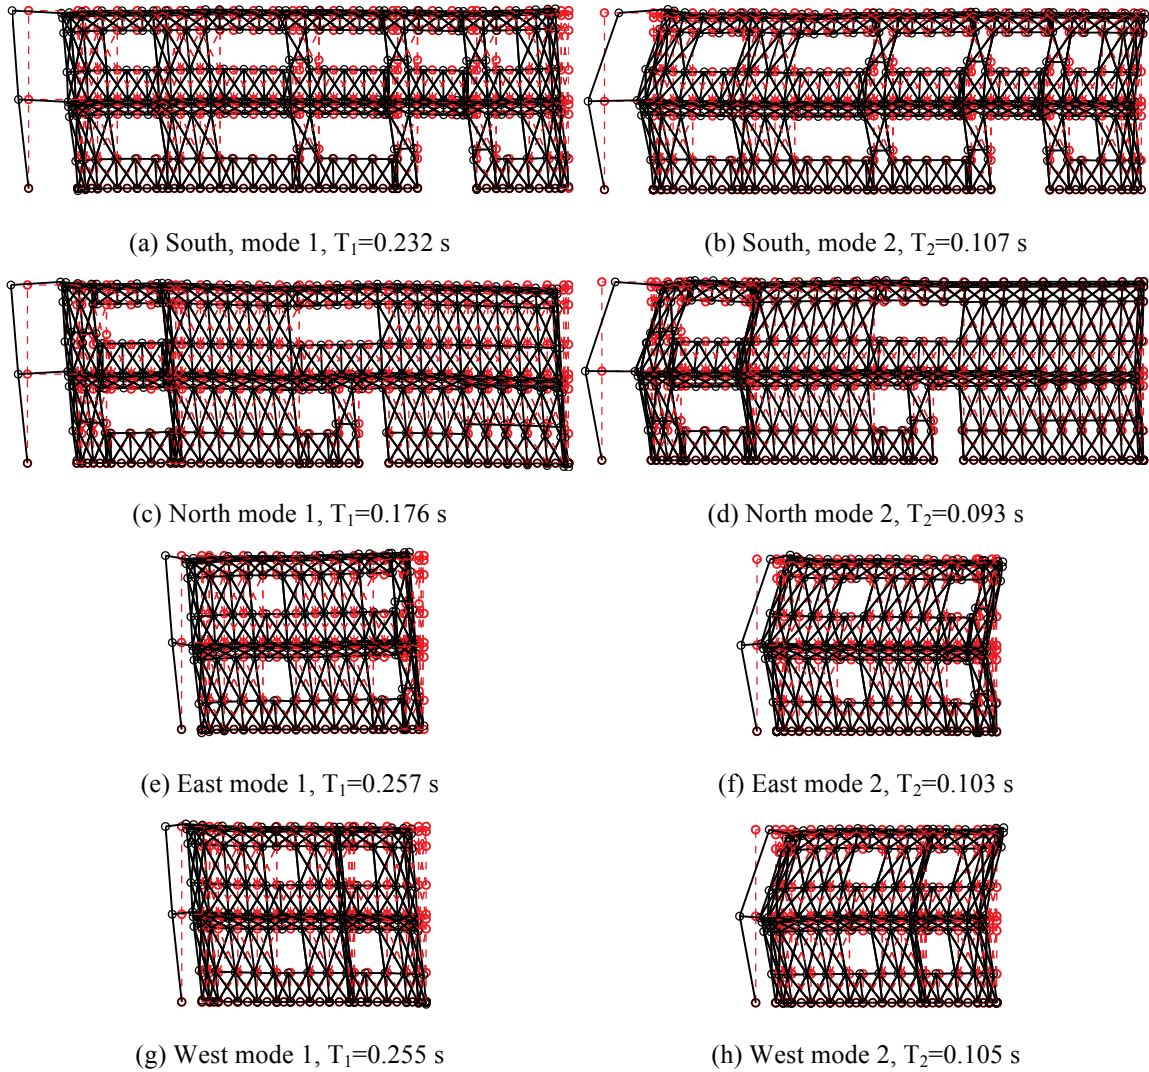 (a) South, mode 1, T₁=0.232 s
(b) South, mode 2, T₂=0.107 s
(c) North mode 1, T₁=0.176 s
(d) North mode 2, T₂=0.093 s
(e) East mode 1, T₁=0.257 s
(f) East mode 2, T₂=0.103 s
(g) West mode 1, T₁=0.255 s
(h) West mode 2, T₂=0.105 s